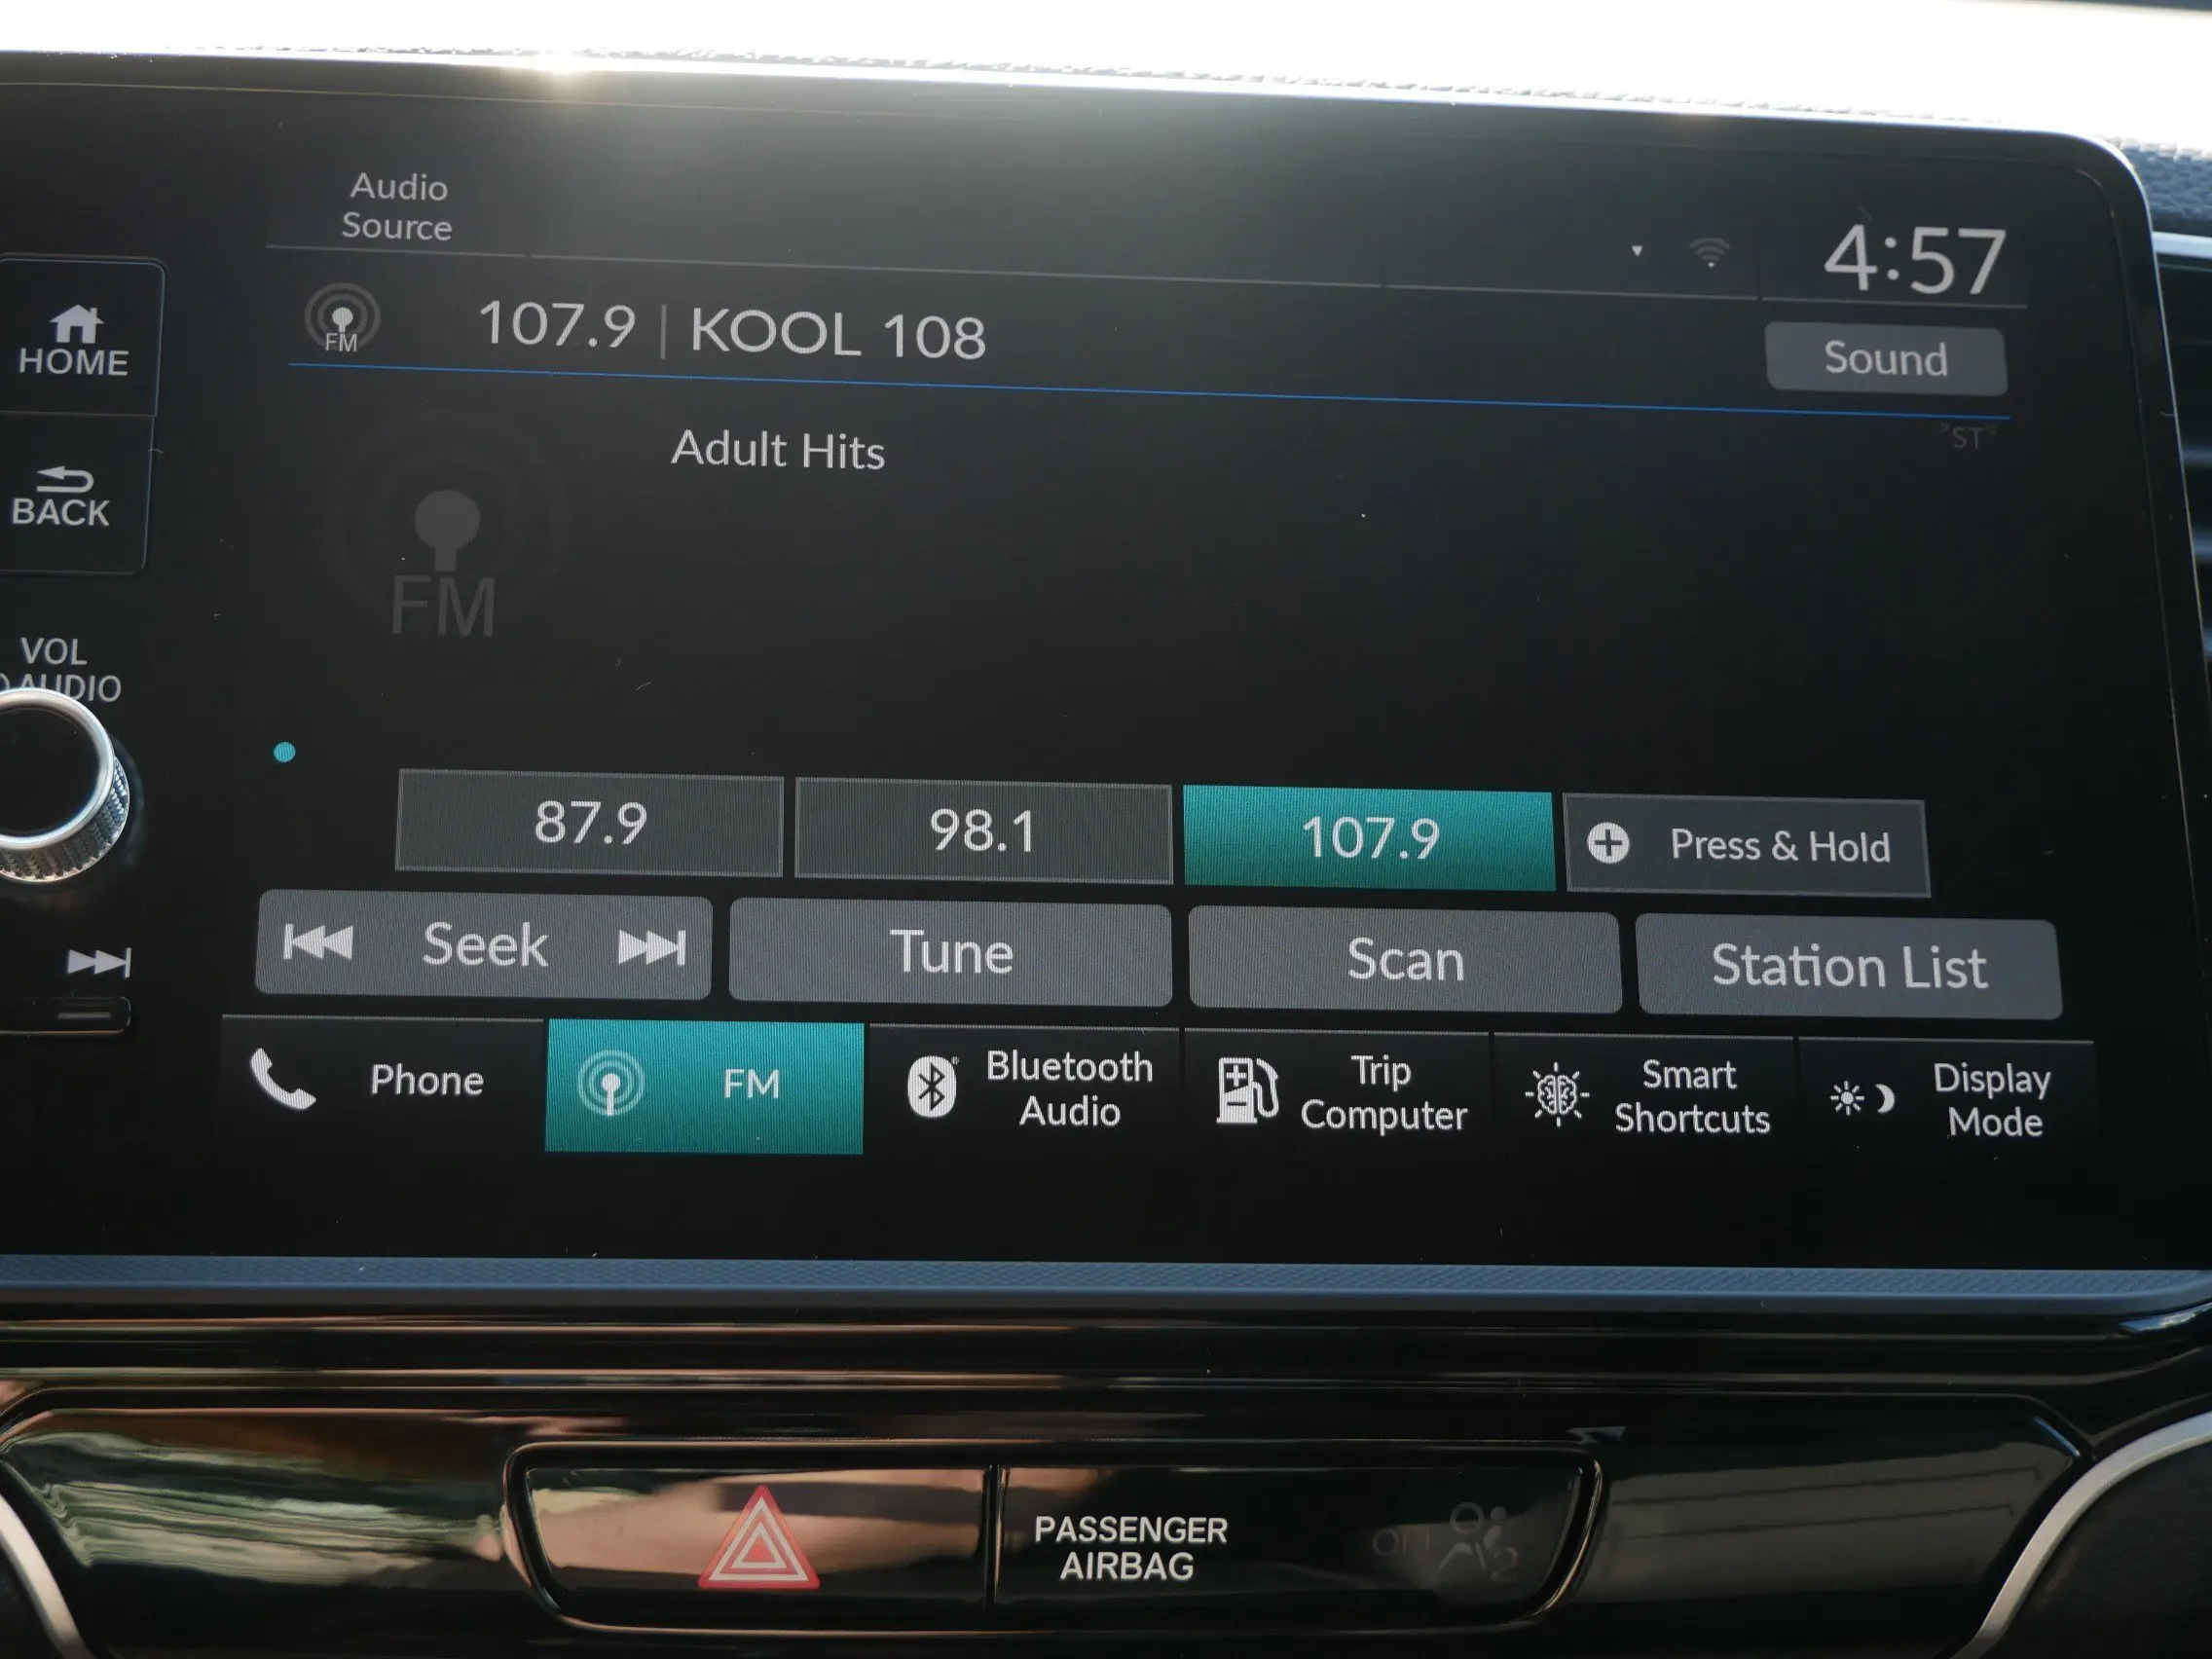 Audio
Source
4:57
FM
107.9 | KOOL 108
Sound
HOME
Adult Hits
ST
BACK
FM
VOL
AUDIO
87.9
98.1
107.9
Press & Hold
Seek
Tune
Scan
Station List
Phone
FM
Bluetooth
Audio
Trip
Computer
Smart
Shortcuts
Display
Mode
PASSENGER
AIRBAG